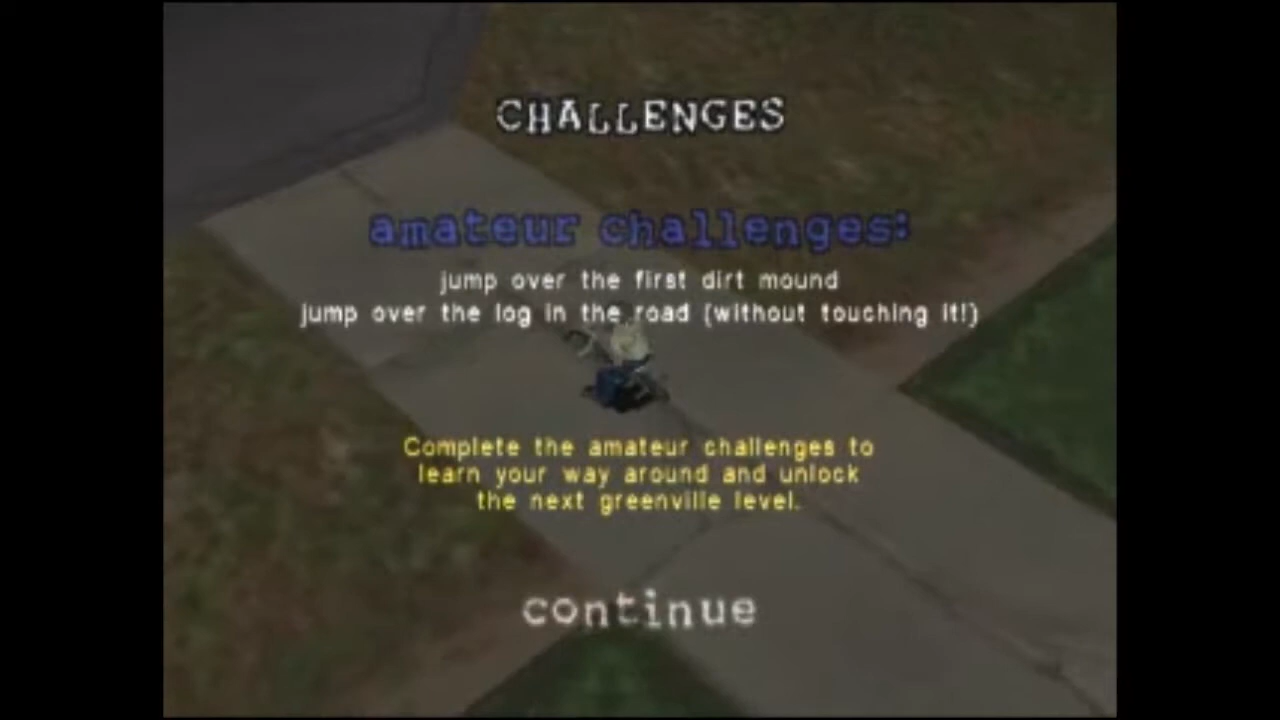 CHALLENGES
amateur challenges:
jump over the first dirt mound
jump over the log in the road (without touching it!)
Complete the amateur challenges to
learn your way around and unlock
the next greenville level.
continue